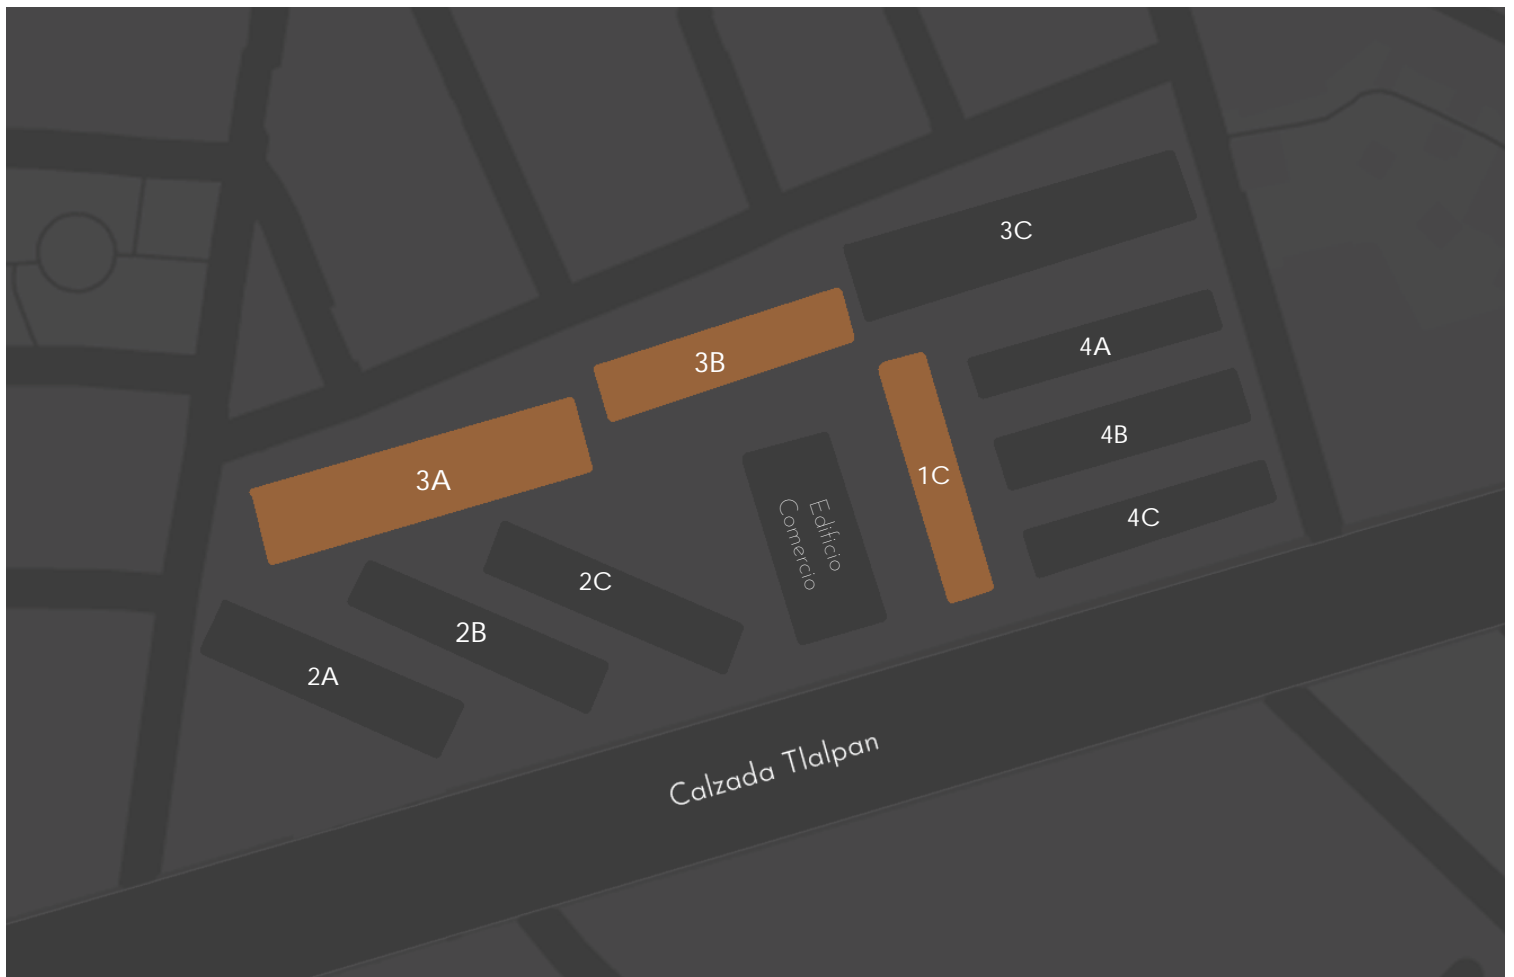 3C
4A
3B
4B
3A
1C
4C
Edificio
Comercio
2C
2B
2A
Calzada Tlalpan